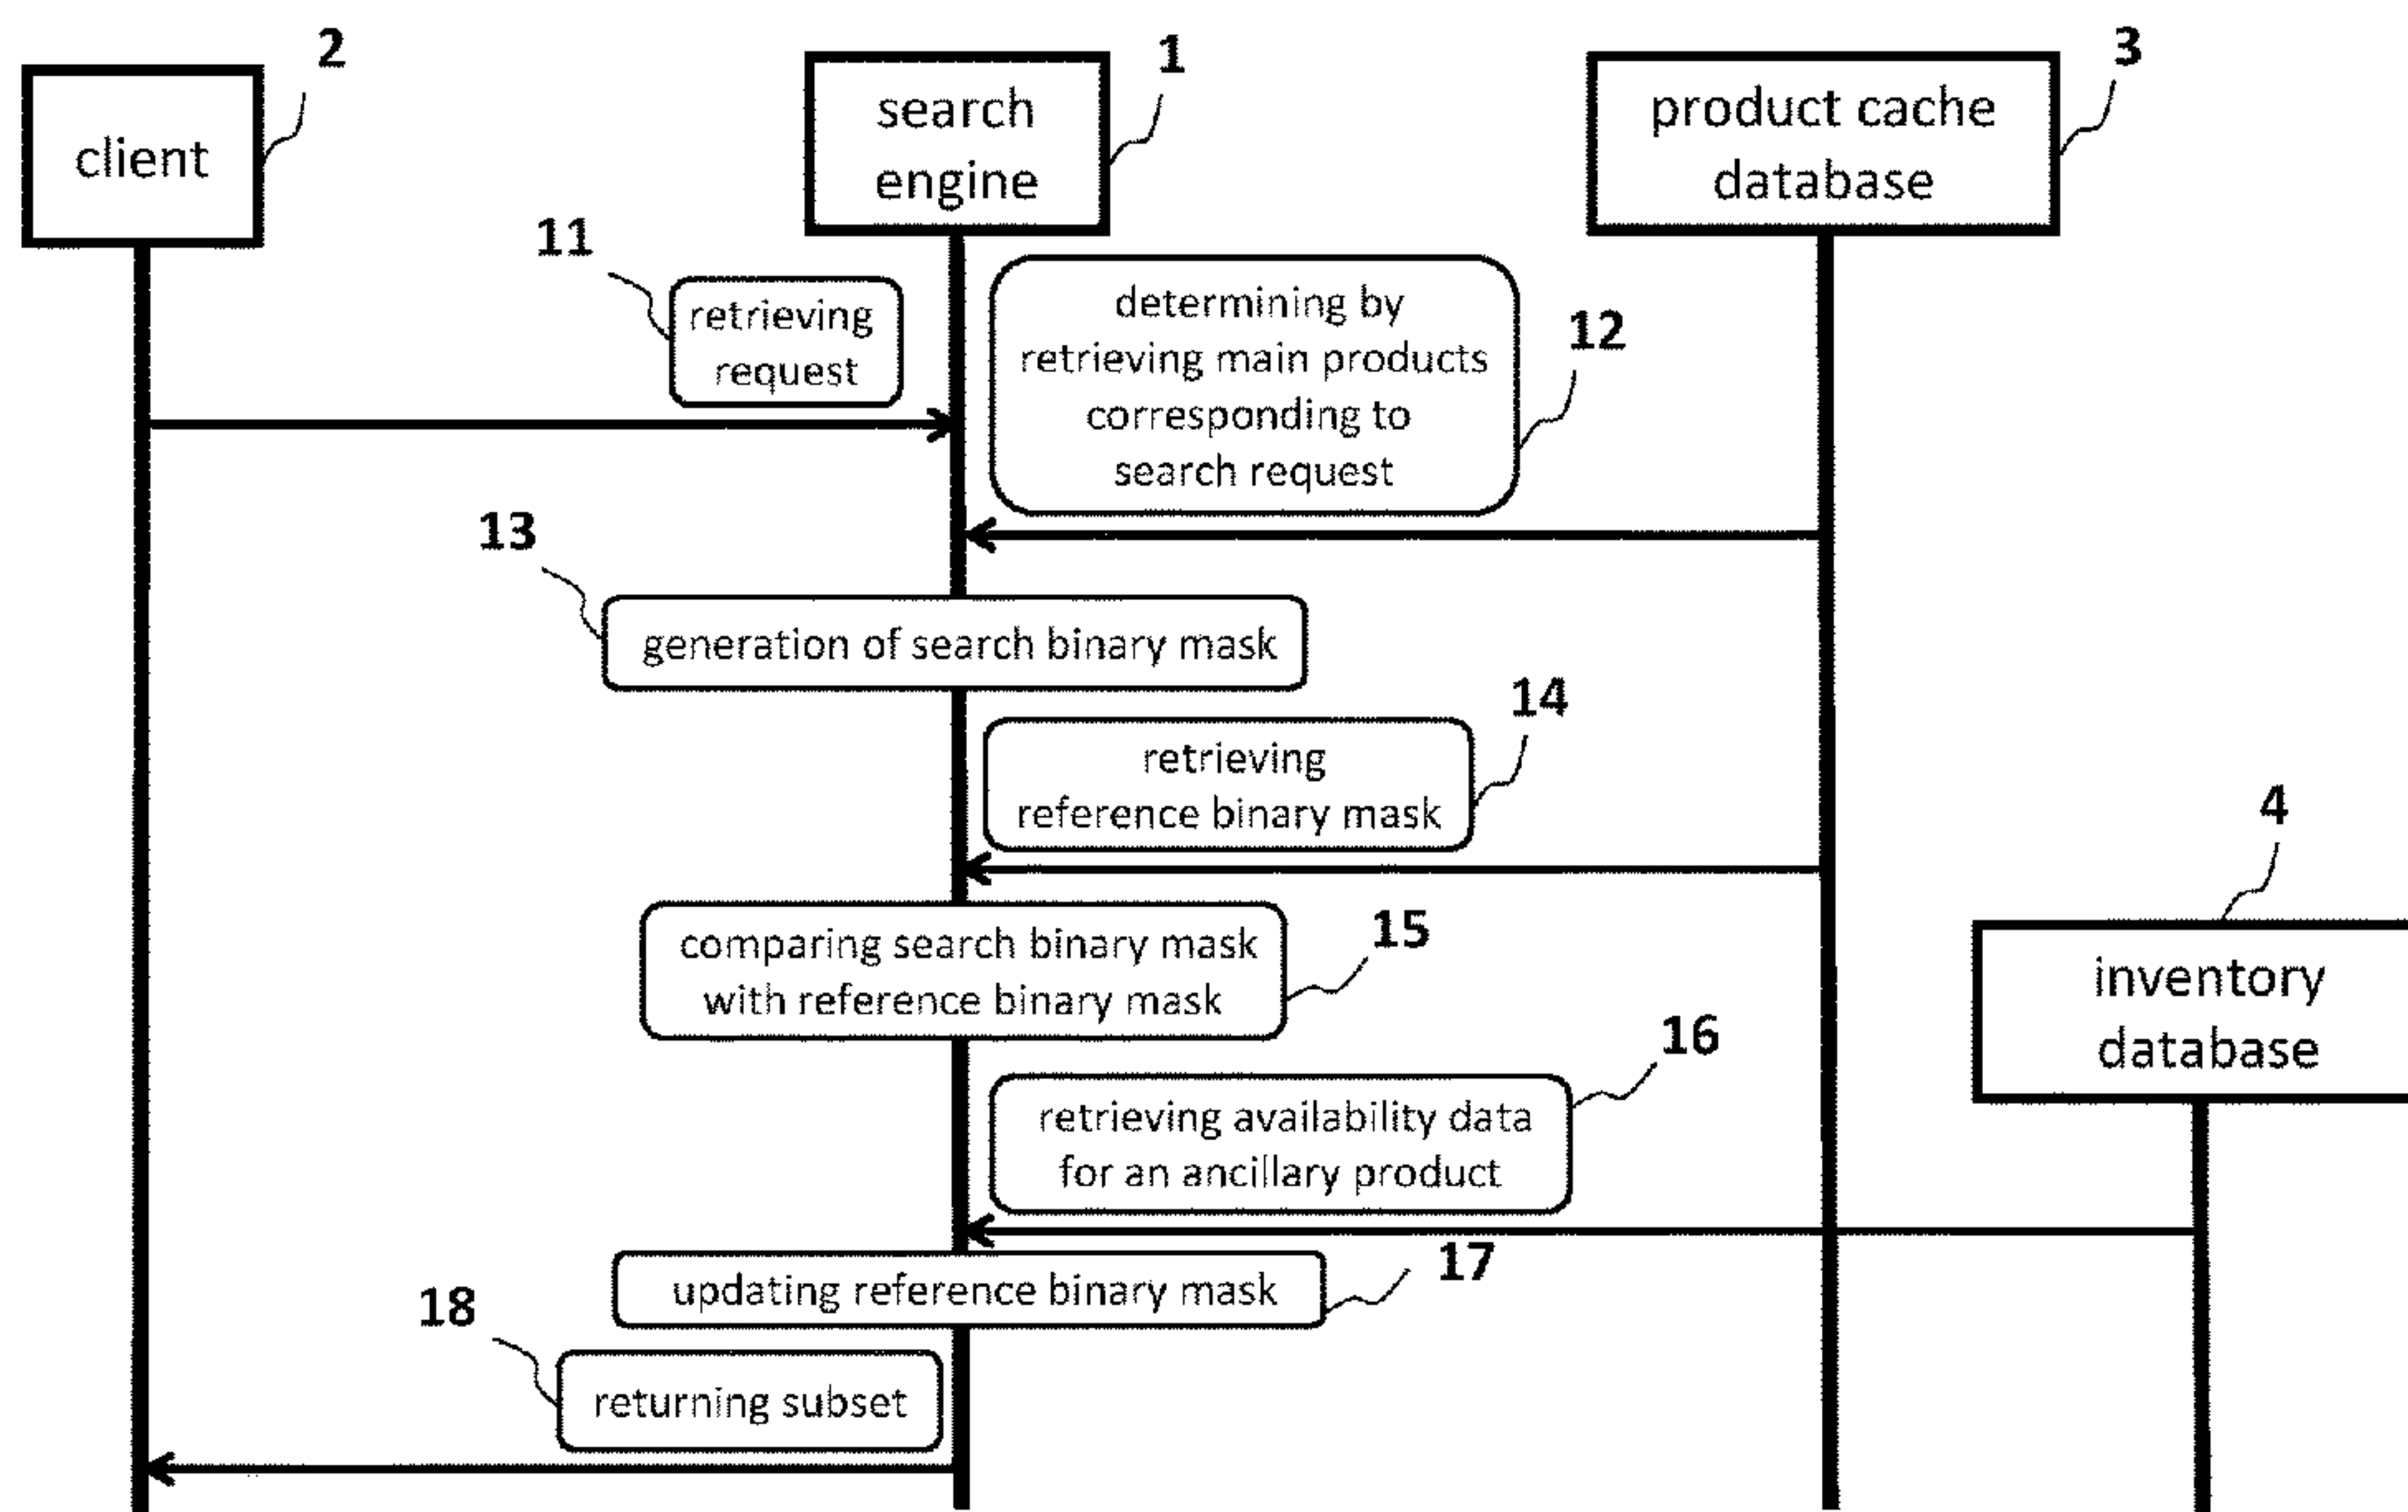 2
client
1
search
engine
3
product cache
database
11
retrieving
request
determining by
retrieving main products
corresponding to
search request
12
13
generation of search binary mask
14
retrieving
reference binary mask
4
inventory
database
comparing search binary mask
with reference binary mask
15
16
retrieving availability data
for an ancillary product
updating reference binary mask
17
18
returning subset